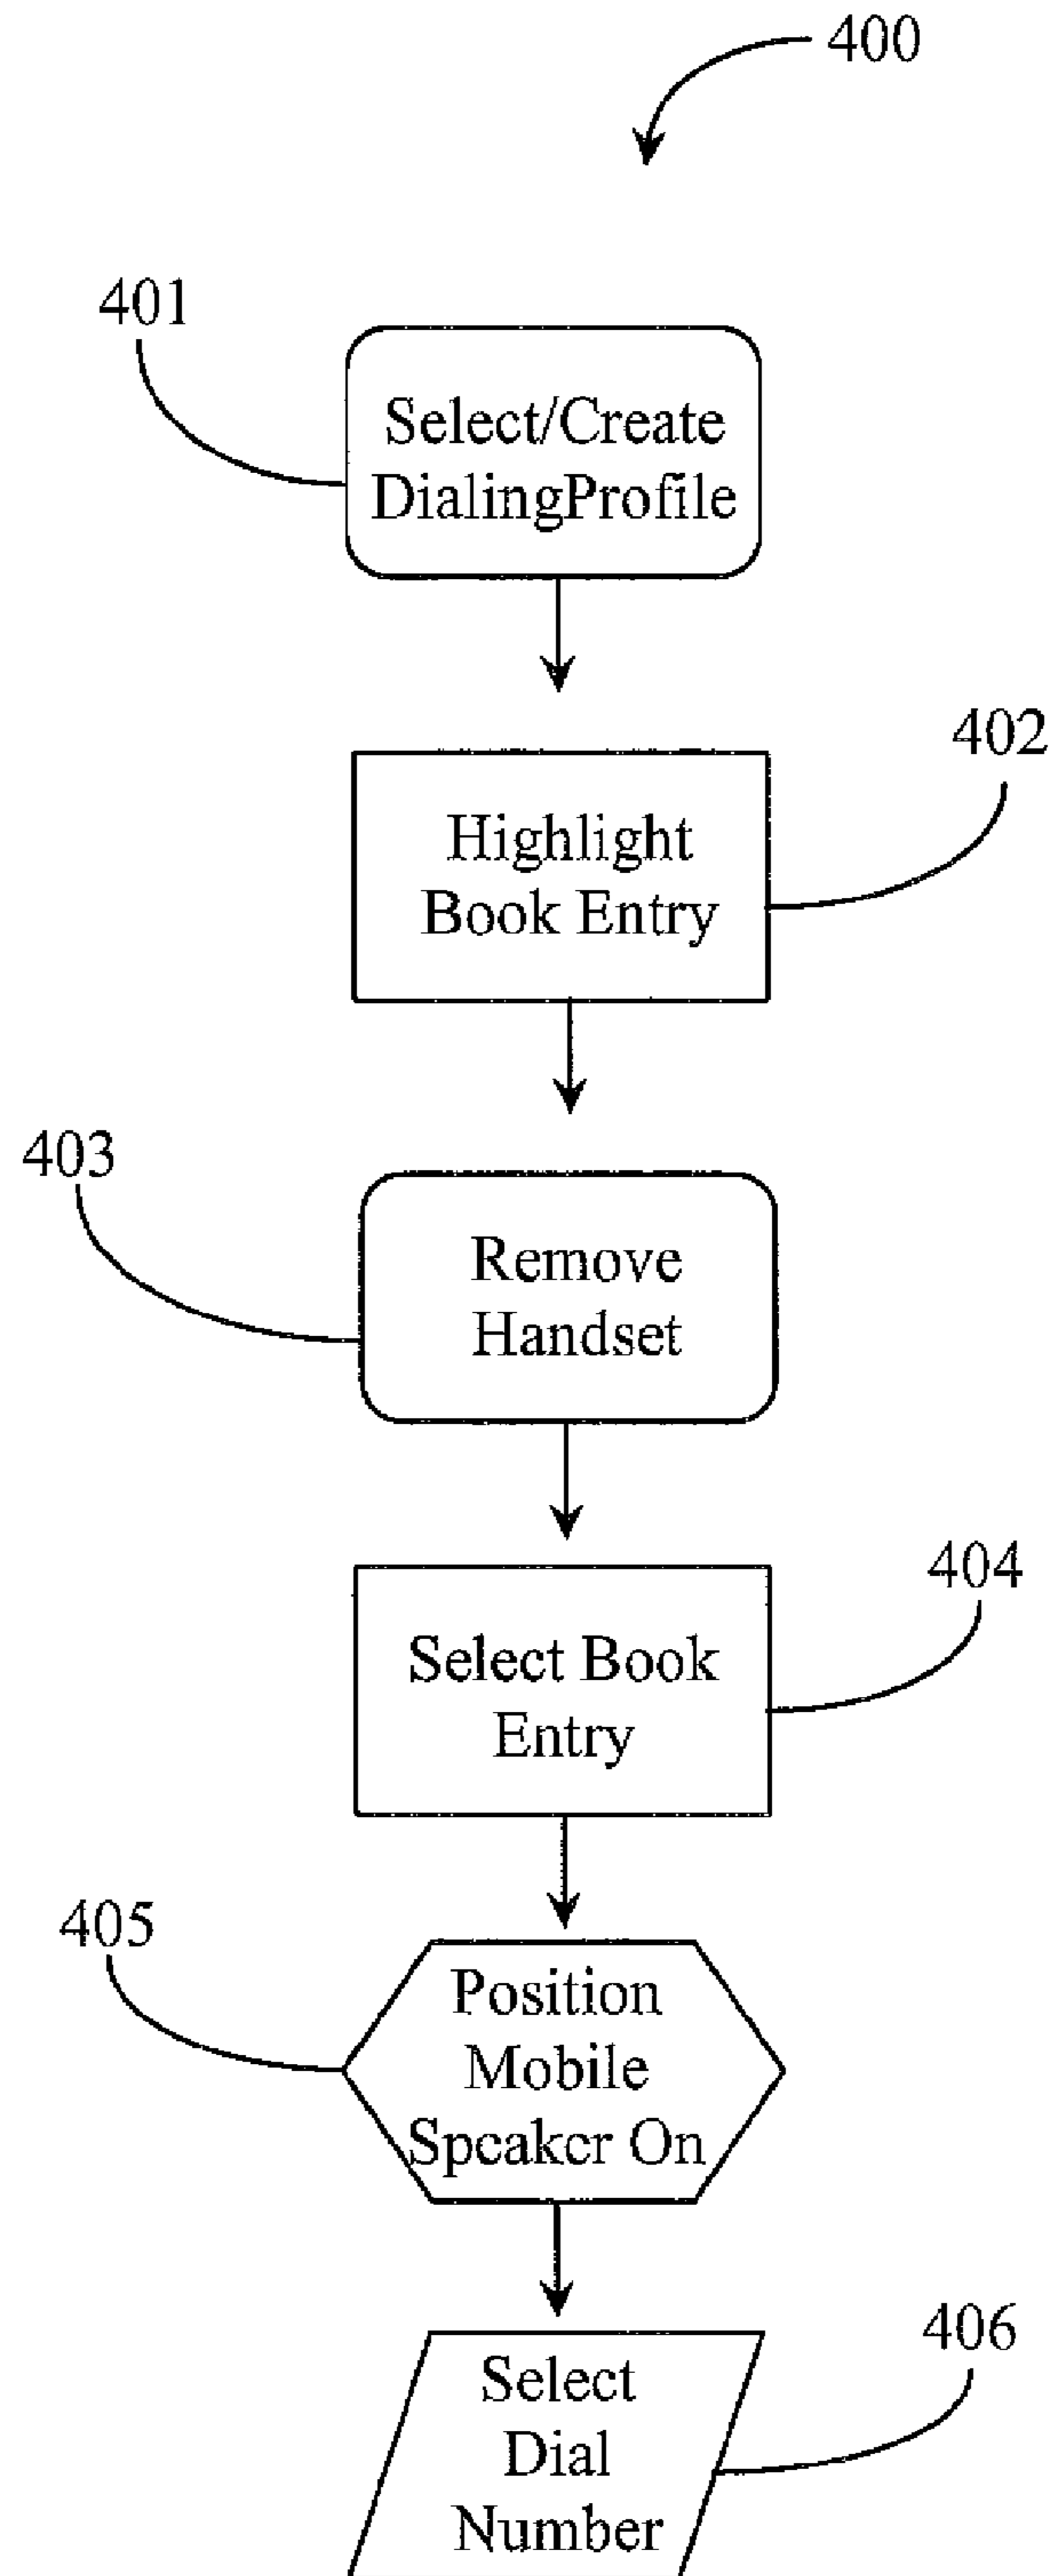 400
401
Select/Create
DialingProfile
402
Highlight
Book Entry
403
Remove
Handset
404
Select Book
Entry
405
Position
Mobile
Speaker On
406
Select
Dial
Number